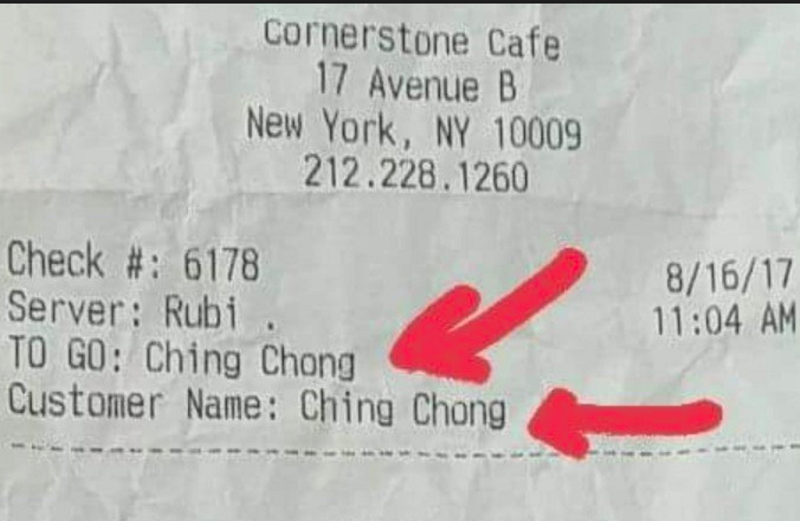 Cornerstone Cafe
17 Avenue B
New York, NY 10009
212.228.1260
Check #: 6178 8/16/17
Server: Rubi . 11:04 AM
TO GO: Ching Chong
Customer Name: Ching Chong